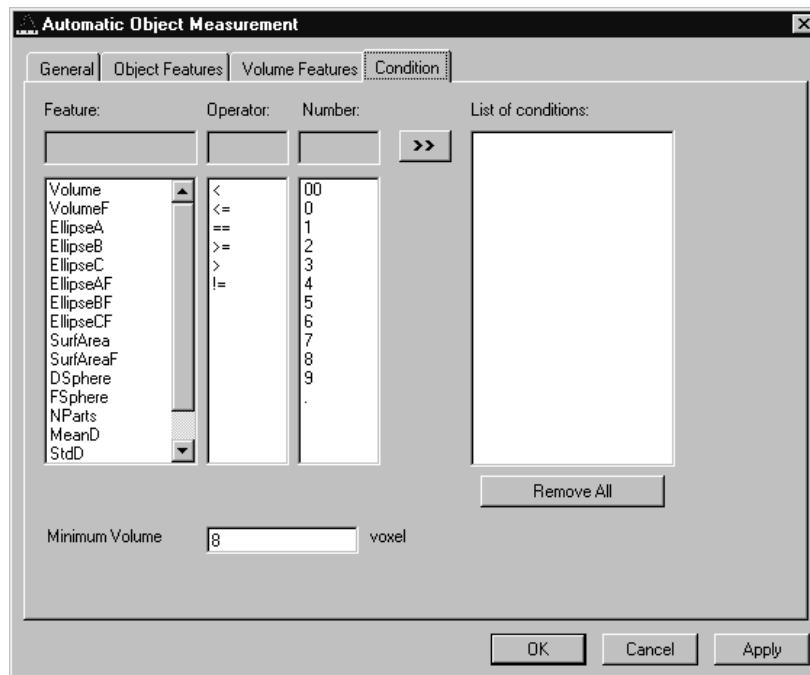 Automatic Object Measurement
General Object Features Volume Features Condition
Feature: Operator: Number: List of conditions:
>>
Volume < 00
VolumeF <= 0
EllipseA == 1
EllipseB >= 2
EllipseC > 3
EllipseAF != 4
EllipseBF 5
EllipseCF 6
SurfArea 7
SurfAreaF 8
DSphere 9
FSphere .
NParts
MeanD
StdD
Remove All
Minimum Volume 8 voxel
OK Cancel Apply